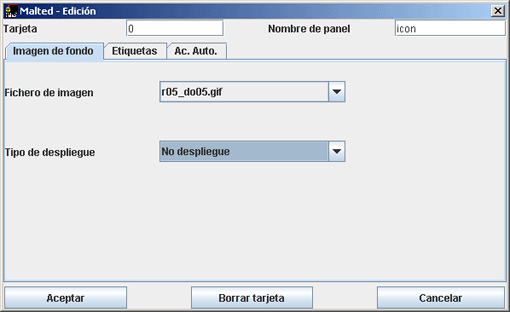 Malted - Edición
Tarjeta 0 Nombre de panel icon
Imagen de fondo Etiquetas Ac. Auto.
Fichero de imagen r05_do05.gif
Tipo de despliegue No despliegue
Aceptar Borrar tarjeta Cancelar